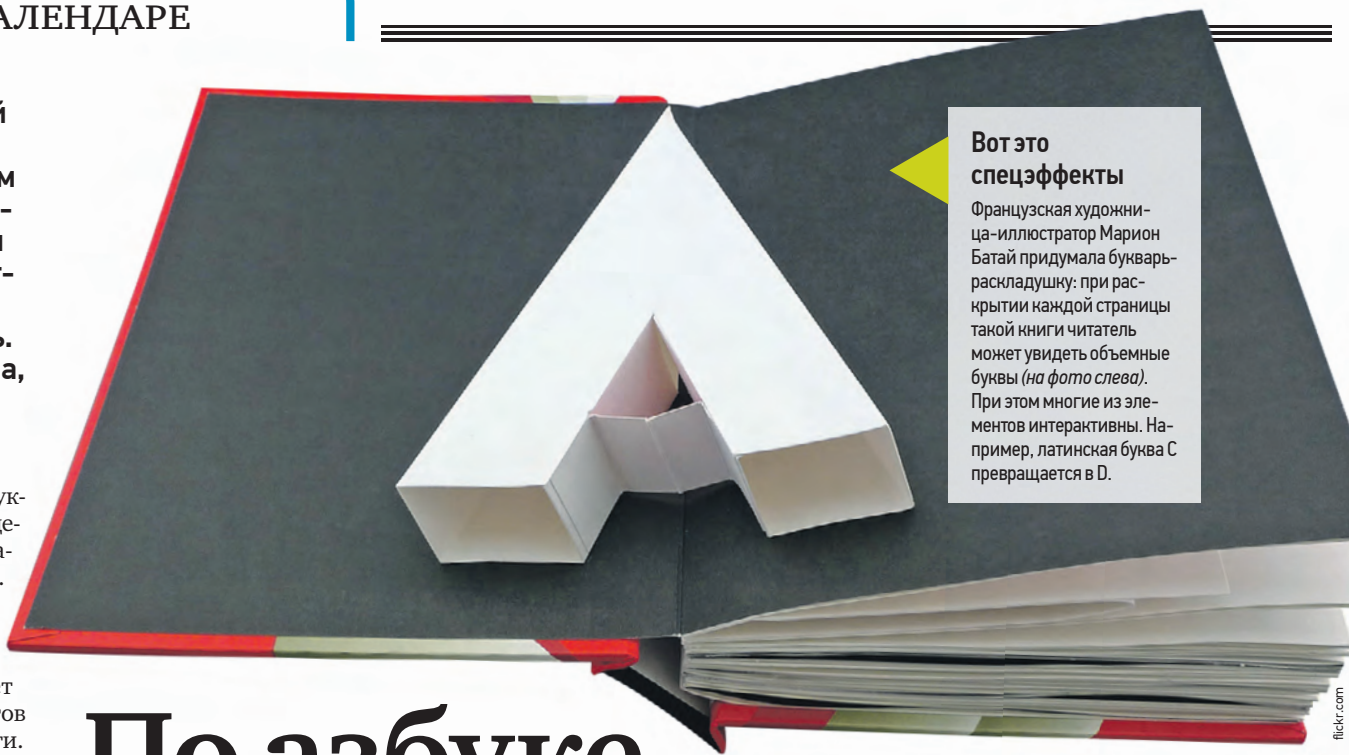 АЛЕНДАРЕ
Вот это
спецэффекты
Французская художни-
ца-иллюстратор Марион
Батай придумала букварь-
раскладушку: при рас-
крытии каждой страницы
такой книги читатель
может увидеть объемные
буквы (на фото слева).
При этом многие из эле-
ментов интерактивны. На-
пример, латинская буква С
превращается в D.
А
flickr.com
По азбуке